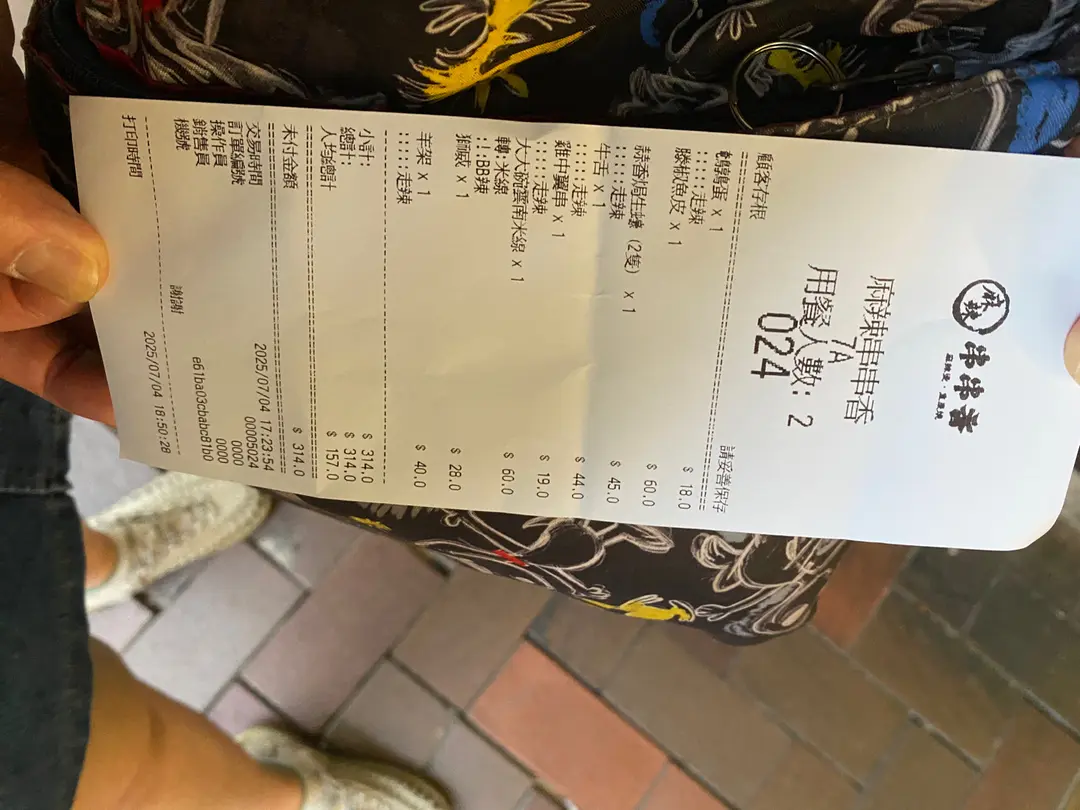 麻辣
串串香
麻辣串串香
7A
用餐人數: 2
024
顧客存根 請妥善保存
鵪鶉蛋 x 1 $ 18.0
:::::走辣
滕椒魚皮 x 1 $ 60.0
蒜香焗生蠔 (2隻) x 1 $ 45.0
:::::走辣
牛舌 x 1 $ 44.0
:::::走辣
雞中翼串 x 1 $ 19.0
:::::走辣
大大碗雲南米線 x 1 $ 60.0
轉:米線
:.:.BB辣
獅威 x 1 $ 28.0
羊架 x 1 $ 40.0
:::::走辣
小計: $ 314.0
總計: $ 314.0
人均總計 $ 157.0
未付金額 $ 314.0
交易時間 2025/07/04 17:23:54
訂單編號 00005024
操作員 0000
銷售員 0000
機號 e61ba03cbabc81b0
謝謝
打印時間 2025/07/04 18:50:28